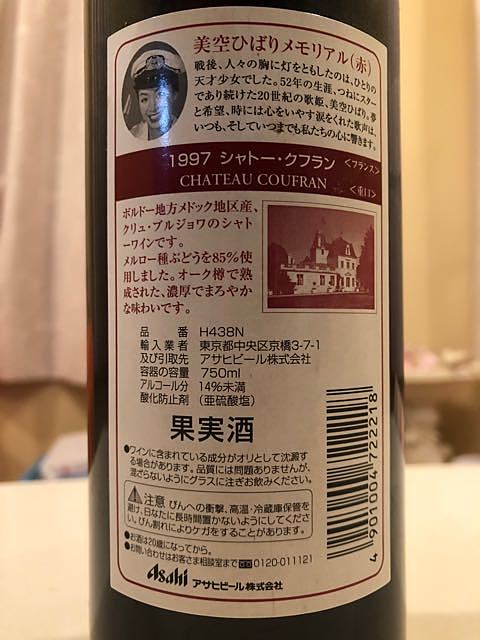 美空ひばりメモリアル(赤)
戦後、人々の胸に灯をともしたのは、ひとりの
天才少女でした。52年の生涯、つねにスター
であり続けた20世紀の歌姫、美空ひばり。夢
と希望、時には心をいやす涙をくれた歌声は、
いつも、そしていつまでも私たちの心に響きます。
1997 シャトー・クフラン <フランス>
CHATEAU COUFRAN <重口>
ボルドー地方メドック地区産、
クリュ・ブルジョワのシャト
ーワインです。
メルロー種ぶどうを85%使
用しました。オーク樽で熟
成された、濃厚でまろやか
な味わいです。
品番 H438N
輸入業者 東京都中央区京橋3-7-1
及び引取先 アサヒビール株式会社
容器の容量 750ml
アルコール分 14%未満
酸化防止剤 (亜硫酸塩)
果実酒
●ワインに含まれている成分がオリとして沈澱す
る場合があります。品質には問題ありませんが、
混ざらないようにグラスに注ぎお飲みください。
注意 びんへの衝撃、高温・冷蔵庫保管を
避け、日なたに長時間置かないようにしてくださ
い。びん割れによりケガをすることがあります。
●お酒は20歳になってから。
●お問い合わせはお客さま相談室まで 0120-011121
Asahi アサヒビール株式会社
4 901004 722218